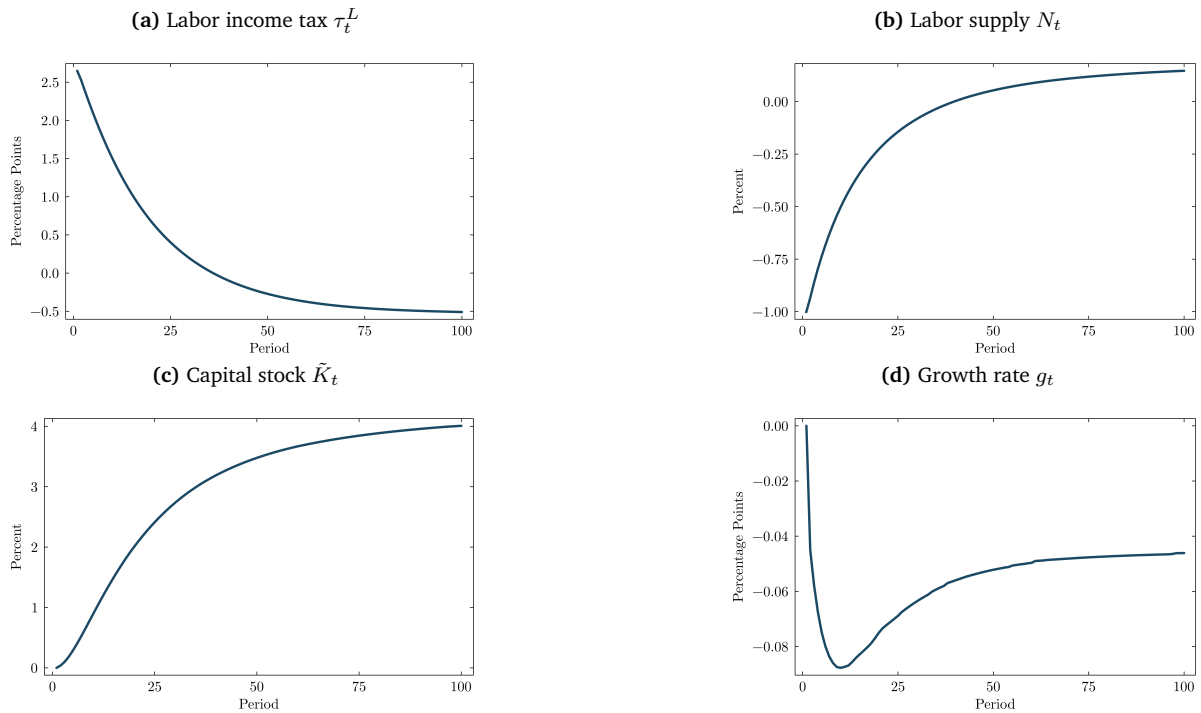 (a) Labor income tax τ_t^L
2.5
2.0
1.5
1.0
0.5
0.0
−0.5
Percentage Points
0 25 50 75 100
Period
(b) Labor supply N_t
0.00
−0.25
−0.50
−0.75
−1.00
Percent
0 25 50 75 100
Period
(c) Capital stock K̃_t
4
3
2
1
0
Percent
0 25 50 75 100
Period
(d) Growth rate g_t
0.00
−0.02
−0.04
−0.06
−0.08
Percentage Points
0 25 50 75 100
Period